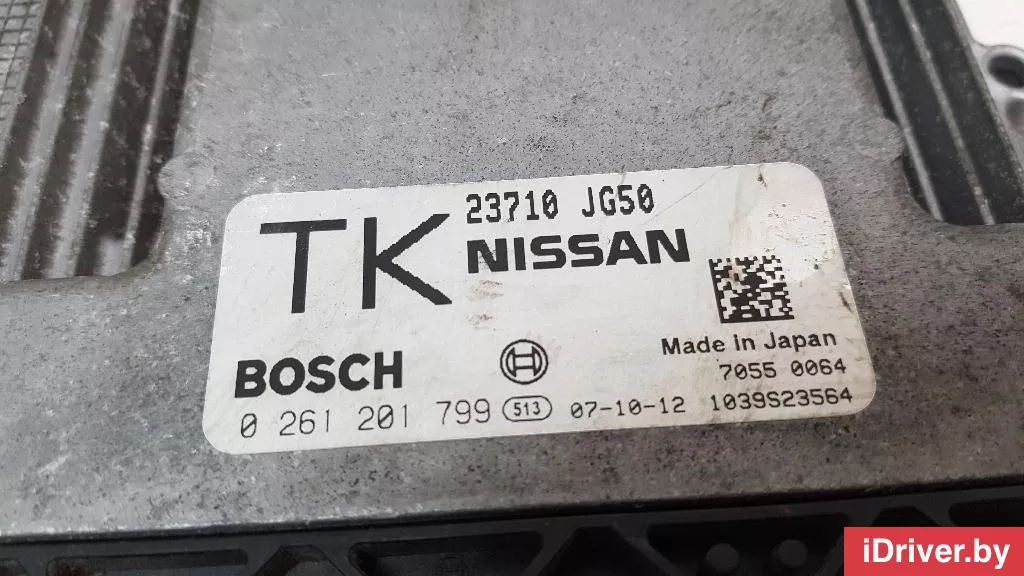 TK
23710 JG50
NISSAN
Made in Japan
BOSCH
7055 0064
0 261 201 799 513 07-10-12 1039S23564
iDriver.by